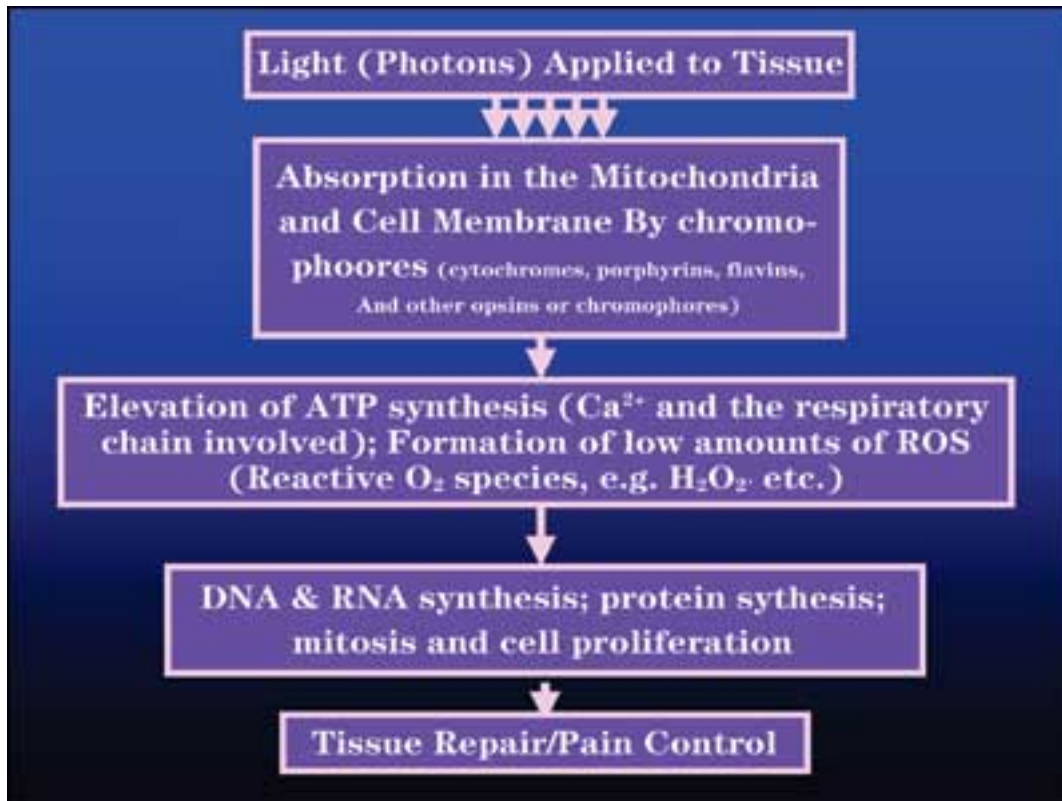 Light (Photons) Applied to Tissue
Absorption in the Mitochondria
and Cell Membrane By chromo-
phoores (cytochromes, porphyrins, flavins,
And other opsins or chromophores)
Elevation of ATP synthesis (Ca²⁺ and the respiratory
chain involved); Formation of low amounts of ROS
(Reactive O₂ species, e.g. H₂O₂, etc.)
DNA & RNA synthesis; protein sythesis;
mitosis and cell proliferation
Tissue Repair/Pain Control